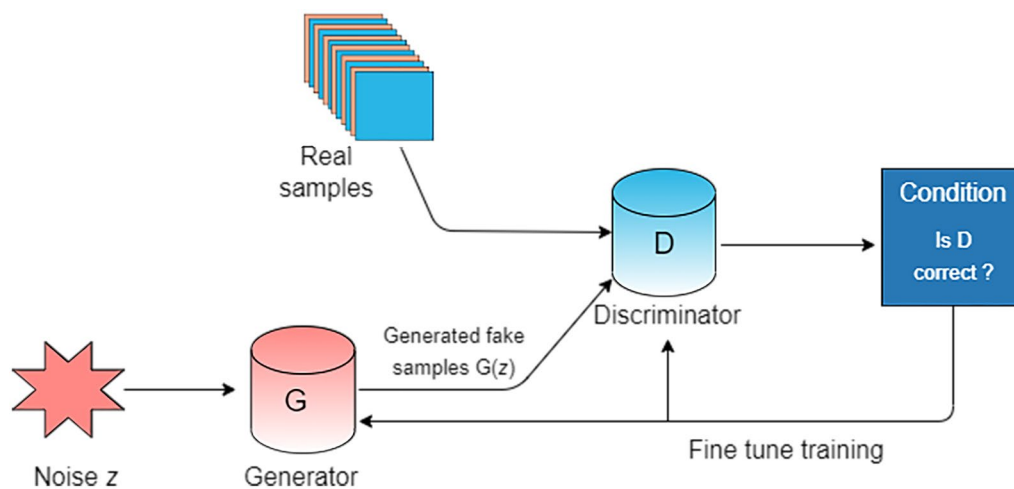 Real
samples
Condition
Is D
correct ?
D
Discriminator
Generated fake
samples G(z)
G
Noise z
Generator
Fine tune training